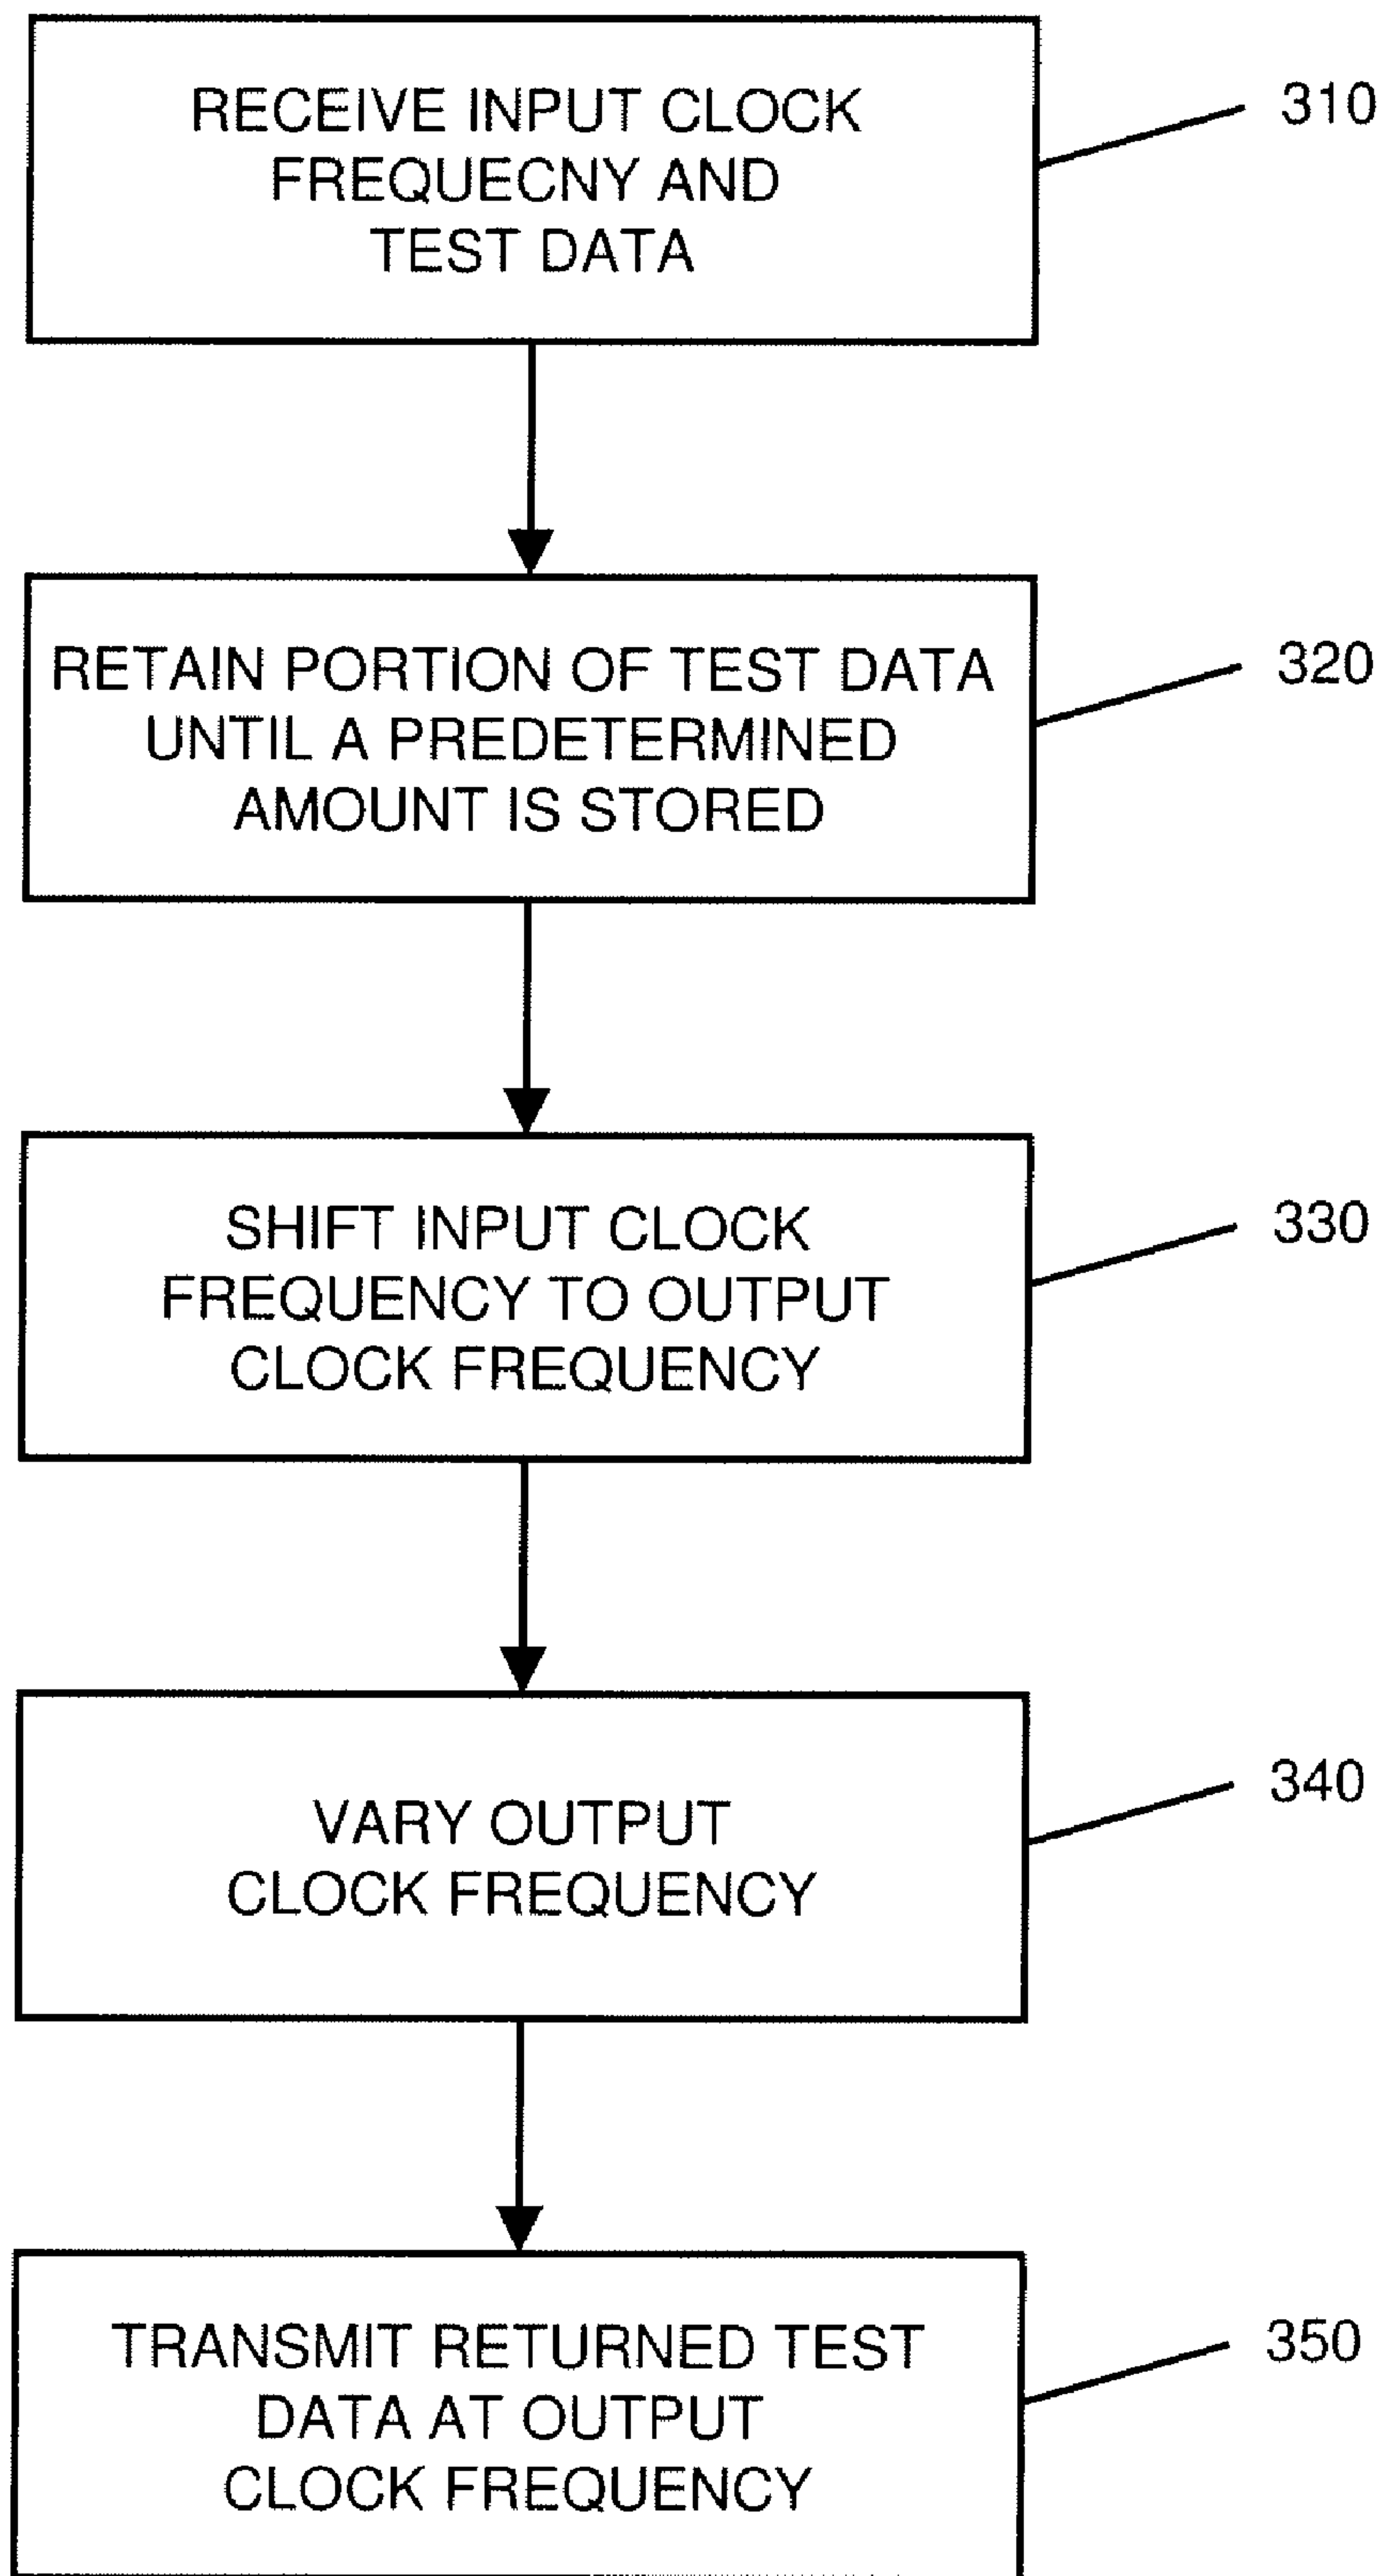 RECEIVE INPUT CLOCK
FREQUECNY AND
TEST DATA
310
RETAIN PORTION OF TEST DATA
UNTIL A PREDETERMINED
AMOUNT IS STORED
320
SHIFT INPUT CLOCK
FREQUENCY TO OUTPUT
CLOCK FREQUENCY
330
VARY OUTPUT
CLOCK FREQUENCY
340
TRANSMIT RETURNED TEST
DATA AT OUTPUT
CLOCK FREQUENCY
350